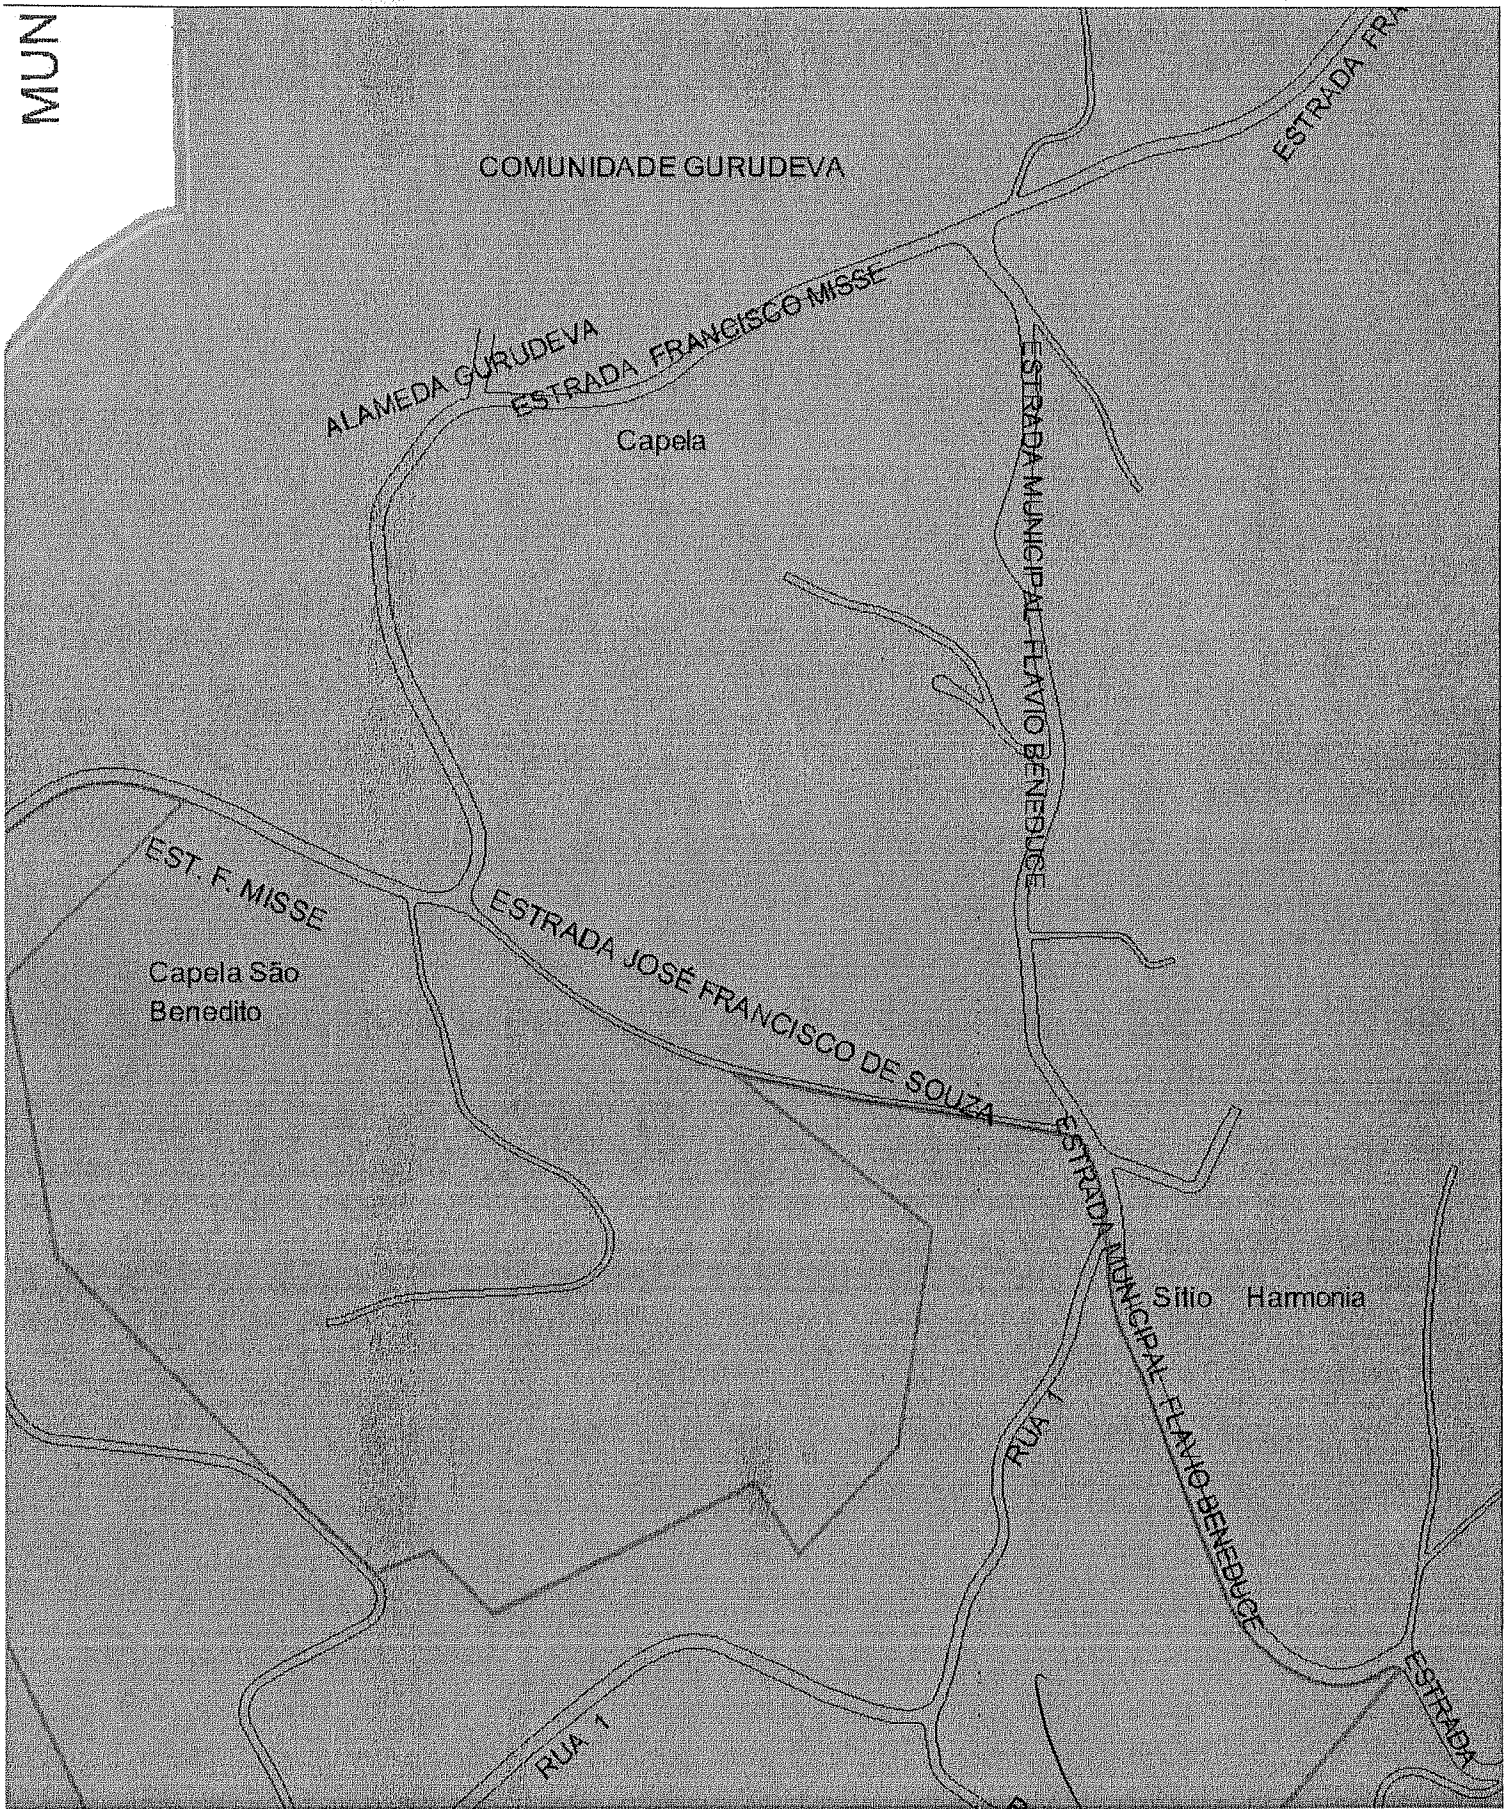 MUN
ESTRADA FRA
COMUNIDADE GURUDEVA
ALAMEDA GURUDEVA
ESTRADA FRANCISCO MISSE
Capela
ESTRADA MUNICIPAL FLAVIO BENEDUCE
EST. F. MISSE
ESTRADA JOSÉ FRANCISCO DE SOUZA
Capela São
Benedito
ESTRADA MUNICIPAL FLAVIO BENEDUCE
Sítio Harmonia
RUA 1
ESTRADA
RUA 1